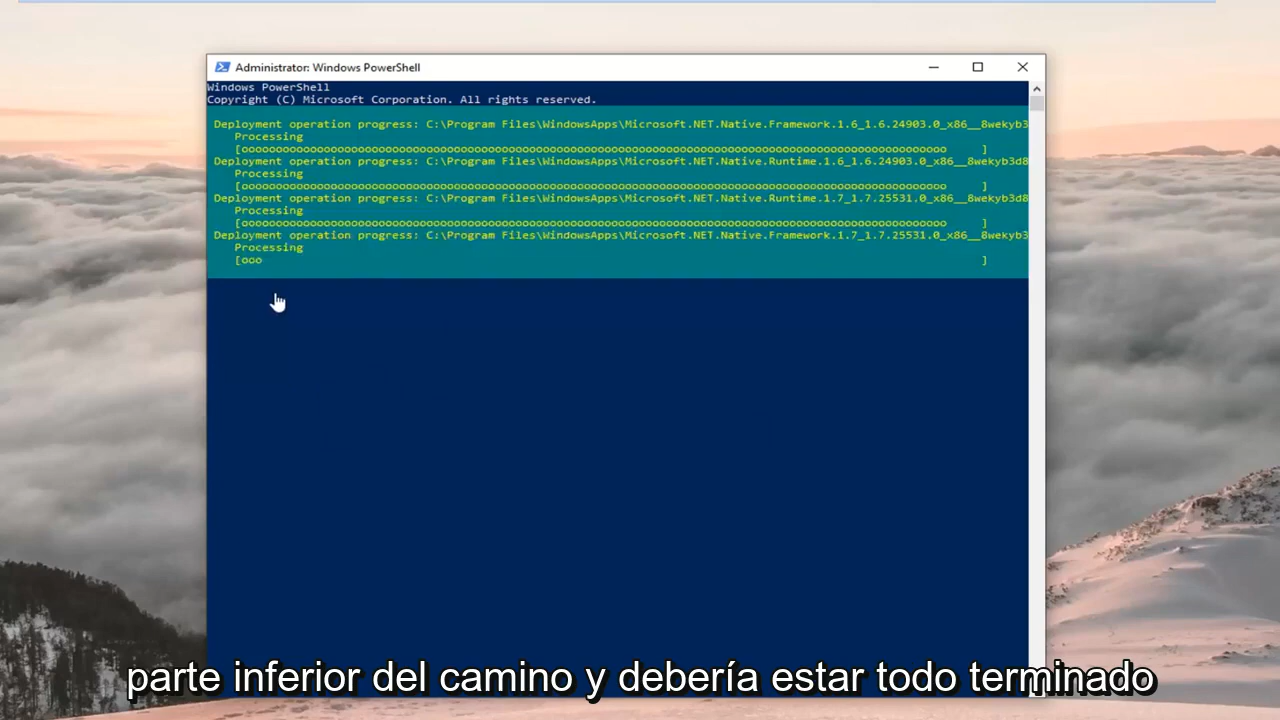 Administrator: Windows PowerShell
Windows PowerShell
Copyright (C) Microsoft Corporation. All rights reserved.
Deployment operation progress: C:\Program Files\WindowsApps\Microsoft.NET.Native.Framework.1.6_1.6.24903.0_x86__8wekyb3
Processing
[oooooooooooooooooooooooooooooooooooooooooooooooooooooooooooooooooooooooooooooooooooooooooooooooooooooooo     ]
Deployment operation progress: C:\Program Files\WindowsApps\Microsoft.NET.Native.Runtime.1.6_1.6.24903.0_x86__8wekyb3d8
Processing
[oooooooooooooooooooooooooooooooooooooooooooooooooooooooooooooooooooooooooooooooooooooooooooooooooooooooo     ]
Deployment operation progress: C:\Program Files\WindowsApps\Microsoft.NET.Native.Runtime.1.7_1.7.25531.0_x86__8wekyb3d8
Processing
[oooooooooooooooooooooooooooooooooooooooooooooooooooooooooooooooooooooooooooooooooooooooooooooooooooooooo     ]
Deployment operation progress: C:\Program Files\WindowsApps\Microsoft.NET.Native.Framework.1.7_1.7.25531.0_x86__8wekyb3
Processing
[ooo     ]
parte inferior del camino y debería estar todo terminado